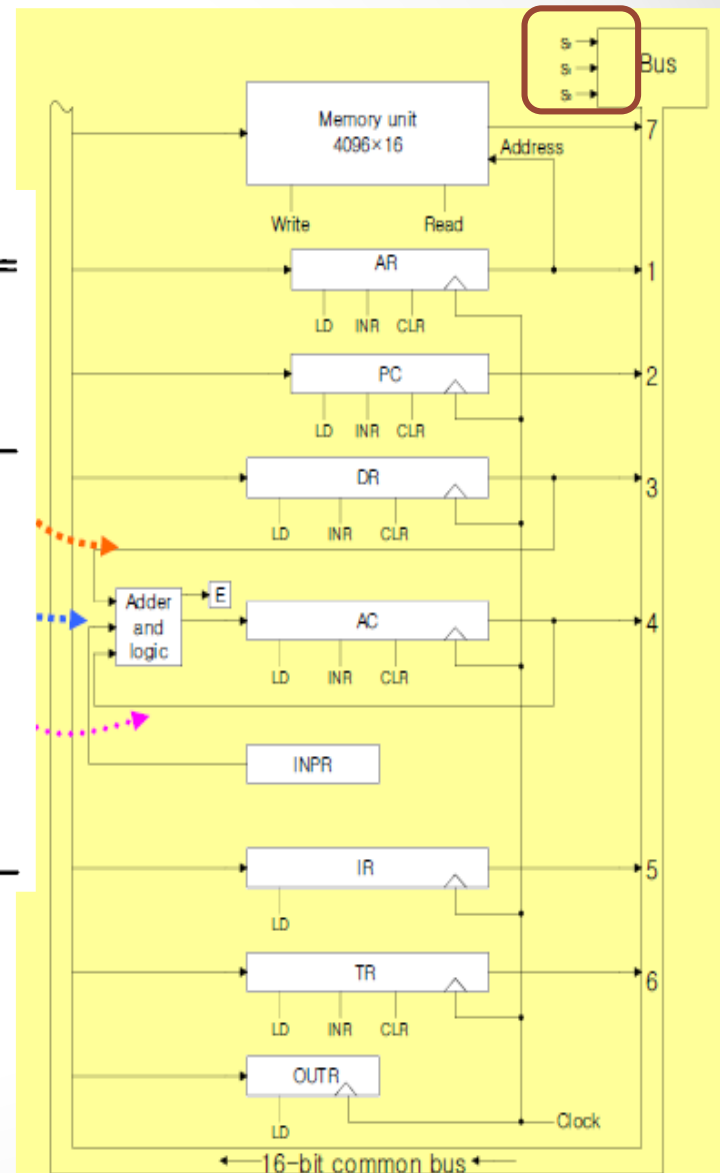 Bus
Memory unit
4096×16
7
Address
Write
Read
AR
1
LD INR CLR
PC
2
LD INR CLR
DR
3
LD INR CLR
Adder
and
logic
E
AC
4
LD INR CLR
INPR
IR
5
LD
TR
6
LD INR CLR
OUTR
LD
Clock
16-bit common bus